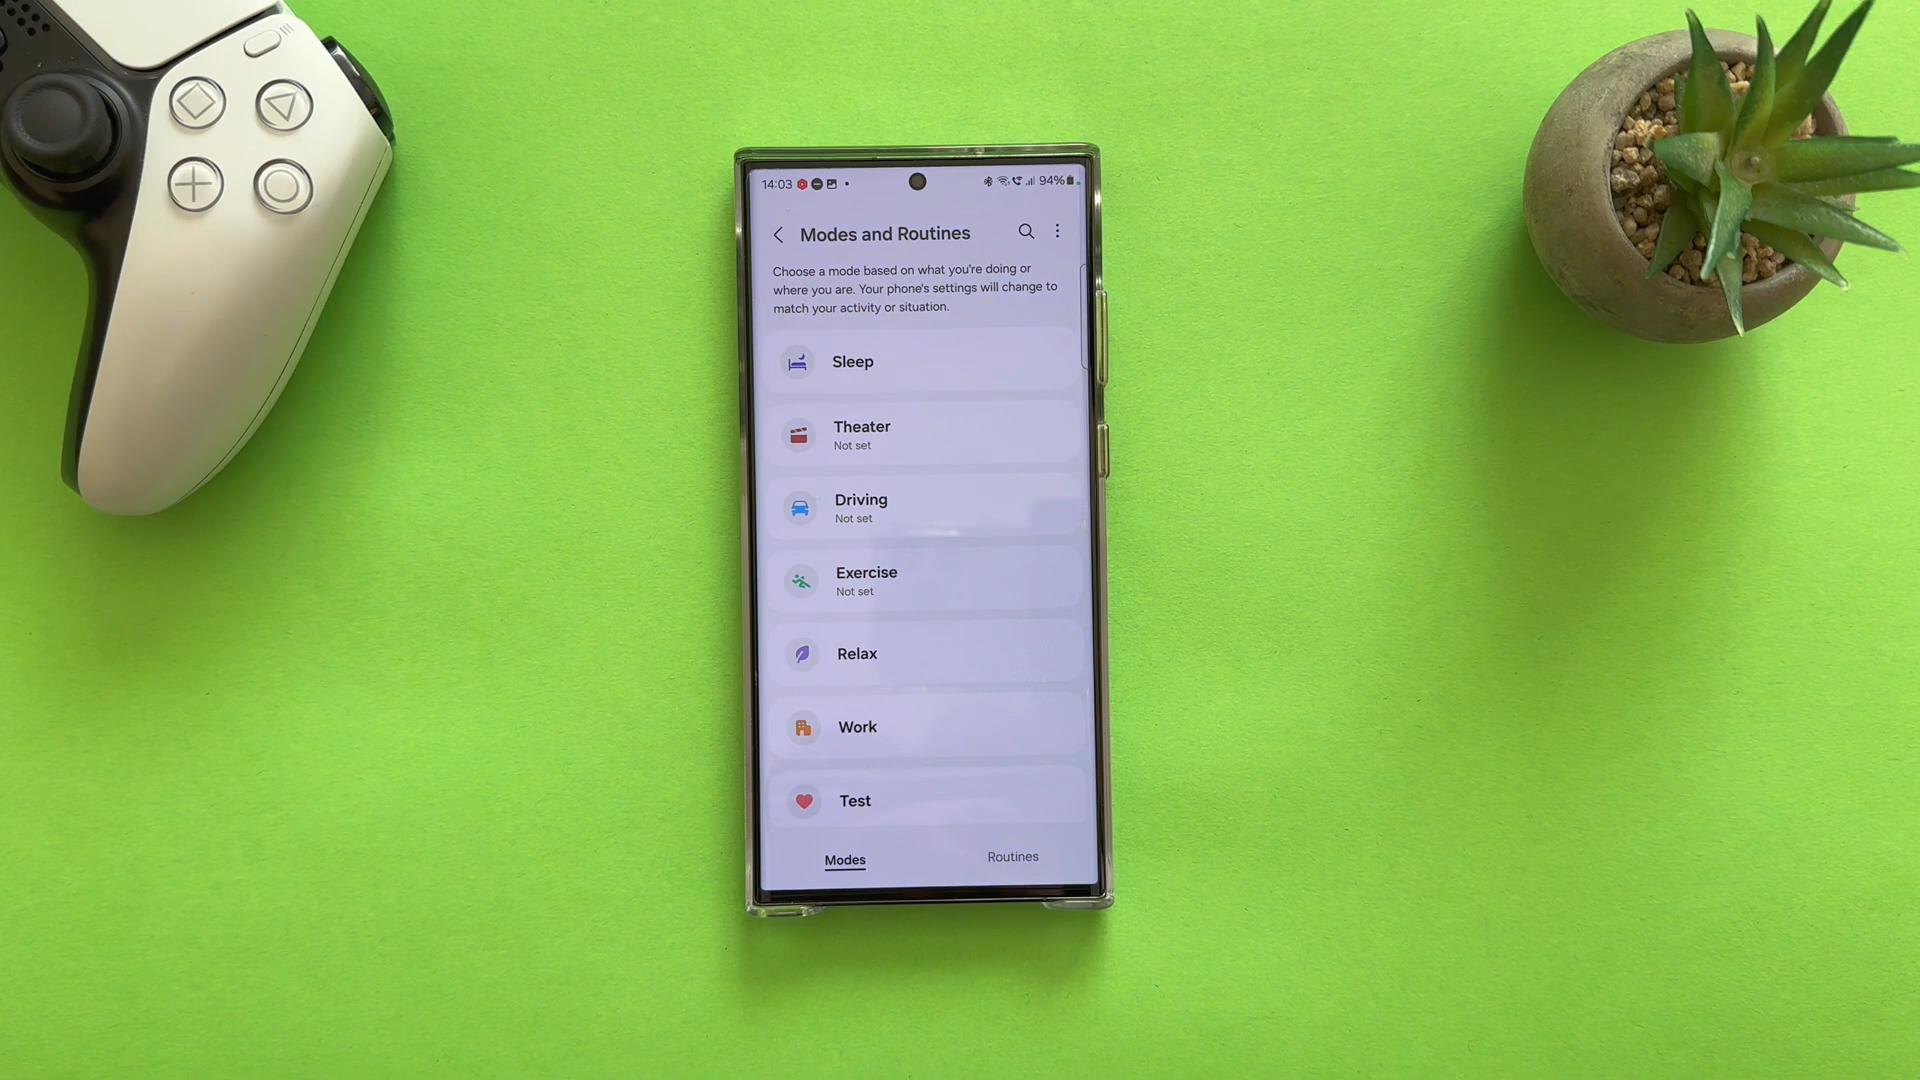 14:03 94%
Modes and Routines
Choose a mode based on what you're doing or
where you are. Your phone's settings will change to
match your activity or situation.
Sleep
Theater
Not set
Driving
Not set
Exercise
Not set
Relax
Work
Test
Modes Routines